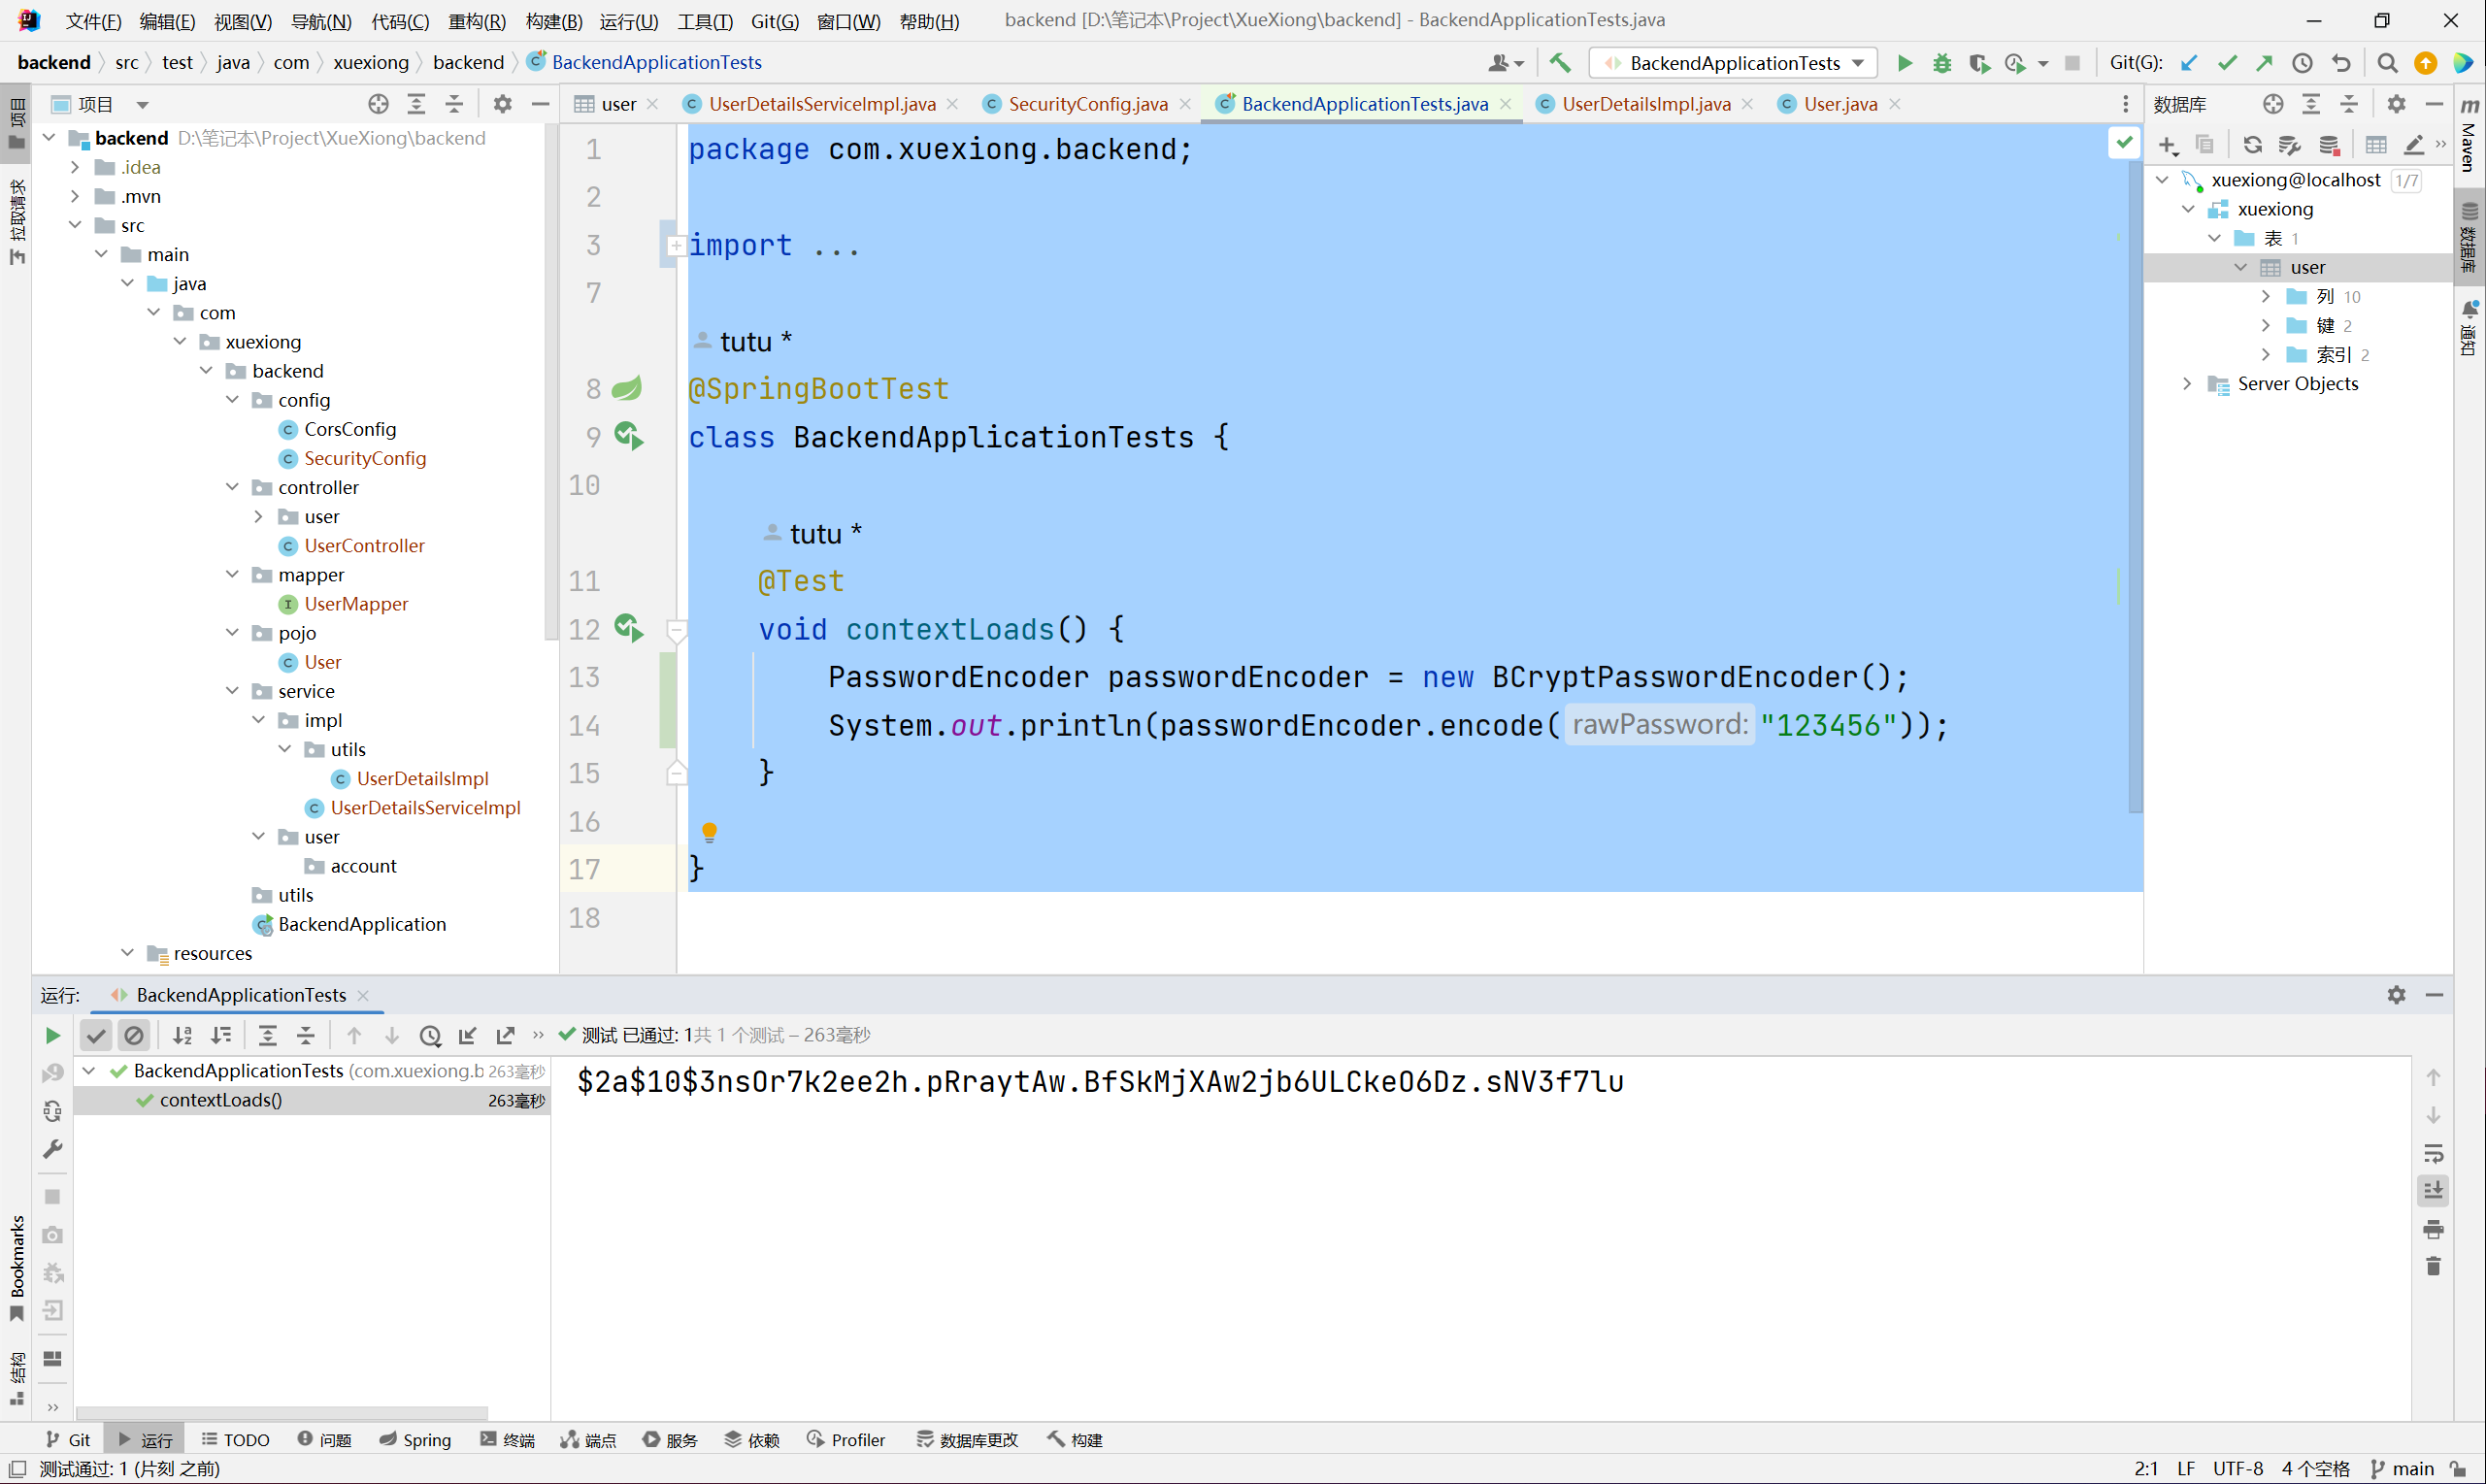 文件(F) 编辑(E) 视图(V) 导航(N) 代码(C) 重构(R) 构建(B) 运行(U) 工具(T) Git(G) 窗口(W) 帮助(H) backend [D:\笔记本\Project\XueXiong\backend] - BackendApplicationTests.java
backend src test java com xuexiong backend BackendApplicationTests
BackendApplicationTests Git(G):
项目
user UserDetailsServiceImpl.java SecurityConfig.java BackendApplicationTests.java UserDetailsImpl.java User.java
数据库
backend D:\笔记本\Project\XueXiong\backend
.idea
.mvn
src
main
java
com
xuexiong
backend
config
CorsConfig
SecurityConfig
controller
user
UserController
mapper
UserMapper
pojo
User
service
impl
utils
UserDetailsImpl
UserDetailsServiceImpl
user
account
utils
BackendApplication
resources
1 package com.xuexiong.backend;
2
3 import ...
7
tutu *
8 @SpringBootTest
9 class BackendApplicationTests {
10
tutu *
11 @Test
12 void contextLoads() {
13 PasswordEncoder passwordEncoder = new BCryptPasswordEncoder();
14 System.out.println(passwordEncoder.encode( rawPassword: "123456"));
15 }
16
17 }
18
xuexiong@localhost 1/7
xuexiong
表 1
user
列 10
键 2
索引 2
Server Objects
项目
拉取请求
Bookmarks
结构
Maven
数据库
通知
运行: BackendApplicationTests
测试 已通过: 1共 1 个测试 – 263毫秒
BackendApplicationTests (com.xuexiong.b 263毫秒
contextLoads() 263毫秒
$2a$10$3nsOr7k2ee2h.pRraytAw.BfSkMjXAw2jb6ULCkeO6Dz.sNV3f7lu
Git 运行 TODO 问题 Spring 终端 端点 服务 依赖 Profiler 数据库更改 构建
测试通过: 1 (片刻 之前) 2:1 LF UTF-8 4 个空格 main